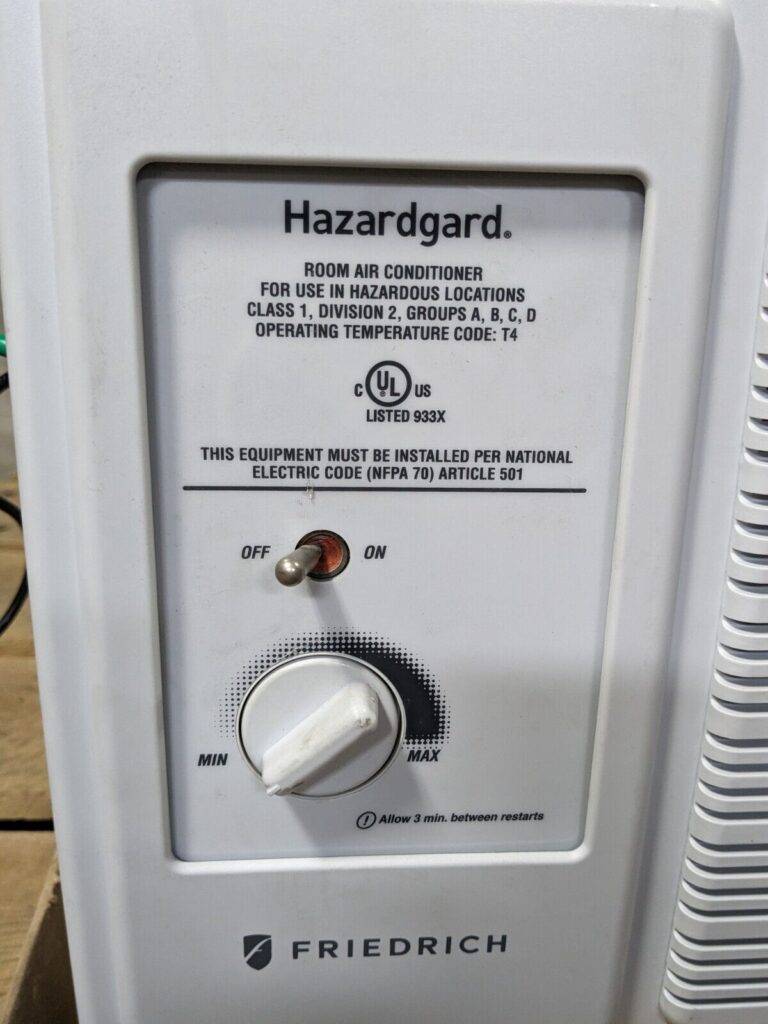 Hazardgard®
ROOM AIR CONDITIONER
FOR USE IN HAZARDOUS LOCATIONS
CLASS 1, DIVISION 2, GROUPS A, B, C, D
OPERATING TEMPERATURE CODE: T4
C UL® US
LISTED 933X
THIS EQUIPMENT MUST BE INSTALLED PER NATIONAL
ELECTRIC CODE (NFPA 70) ARTICLE 501
OFF ON
MIN MAX
! Allow 3 min. between restarts
FRIEDRICH